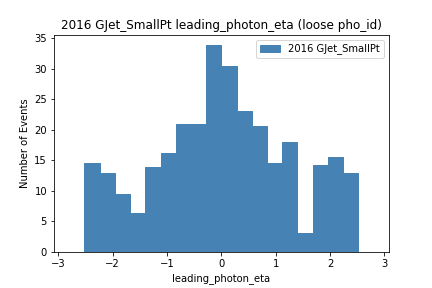 2016 GJet_SmallPt leading_photon_eta (loose pho_id)
2016 GJet_SmallPt
35
30
25
20
15
10
5
0
Number of Events
−3 −2 −1 0 1 2 3
leading_photon_eta